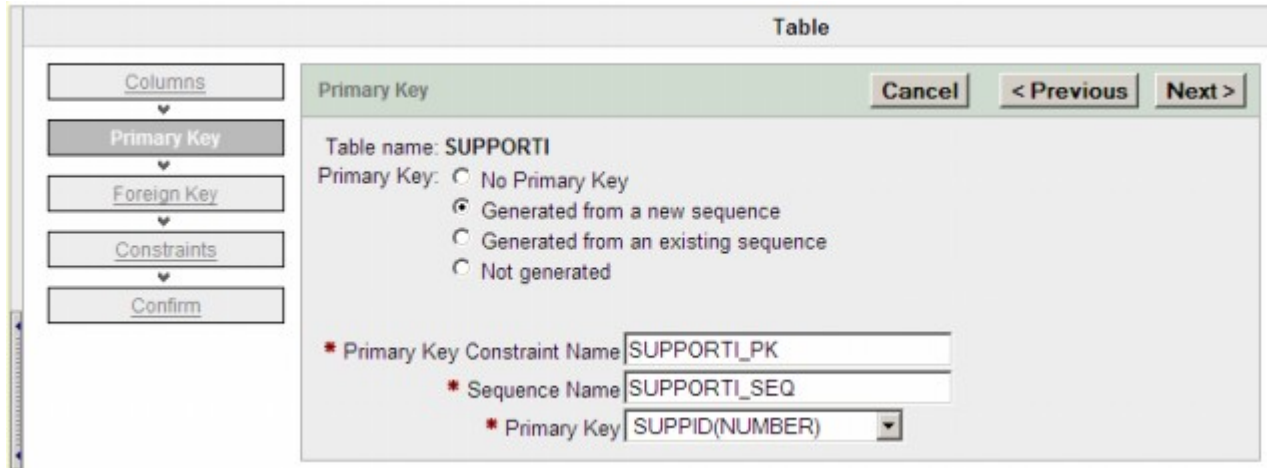 Table
Columns
Primary Key
Foreign Key
Constraints
Confirm
Primary Key
Cancel
< Previous
Next >
Table name: SUPPORTI
Primary Key:
No Primary Key
Generated from a new sequence
Generated from an existing sequence
Not generated
* Primary Key Constraint Name SUPPORTI_PK
* Sequence Name SUPPORTI_SEQ
* Primary Key SUPPID(NUMBER)